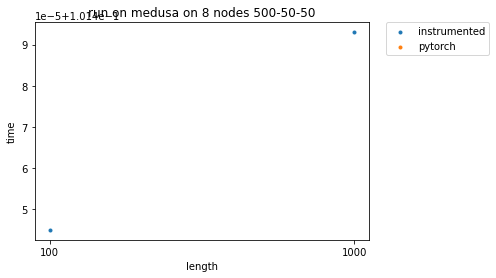 run on medusa on 8 nodes 500-50-50
1e-5+1.014e-1
9
8
7
6
5
time
100
1000
length
instrumented
pytorch